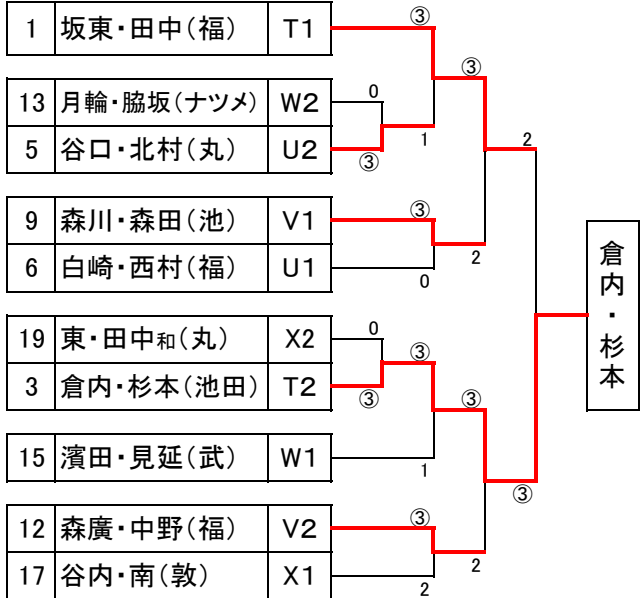 1 坂東・田中(福) T1
③
③
13 月輪・脇坂(ナツメ) W2
0
5 谷口・北村(丸) U2
③
1
2
9 森川・森田(池) V1
③
6 白崎・西村(福) U1
0
2
倉内・杉本
19 東・田中和(丸) X2
0
3 倉内・杉本(池田) T2
③
③
③
15 濱田・見延(武) W1
1
③
12 森廣・中野(福) V2
③
17 谷内・南(敦) X1
2
2